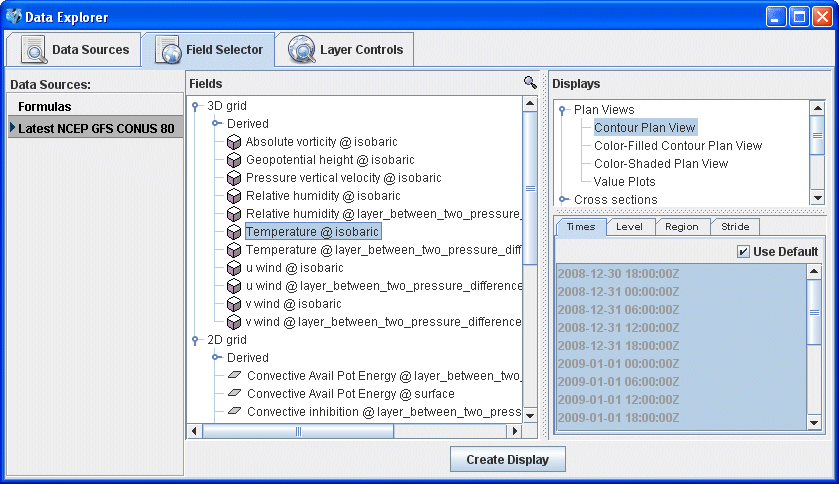 Data Explorer
Data Sources
Field Selector
Layer Controls
Data Sources:
Formulas
Latest NCEP GFS CONUS 80
Fields
3D grid
Derived
Absolute vorticity @ isobaric
Geopotential height @ isobaric
Pressure vertical velocity @ isobaric
Relative humidity @ isobaric
Relative humidity @ layer_between_two_pressure_
Temperature @ isobaric
Temperature @ layer_between_two_pressure_diff
u wind @ isobaric
u wind @ layer_between_two_pressure_difference
v wind @ isobaric
v wind @ layer_between_two_pressure_difference
2D grid
Derived
Convective Avail Pot Energy @ layer_between_two_
Convective Avail Pot Energy @ surface
Convective inhibition @ layer_between_two_press
Displays
Plan Views
Contour Plan View
Color-Filled Contour Plan View
Color-Shaded Plan View
Value Plots
Cross sections
Times
Level
Region
Stride
Use Default
2008-12-30 18:00:00Z
2008-12-31 00:00:00Z
2008-12-31 06:00:00Z
2008-12-31 12:00:00Z
2008-12-31 18:00:00Z
2009-01-01 00:00:00Z
2009-01-01 06:00:00Z
2009-01-01 12:00:00Z
2009-01-01 18:00:00Z
Create Display